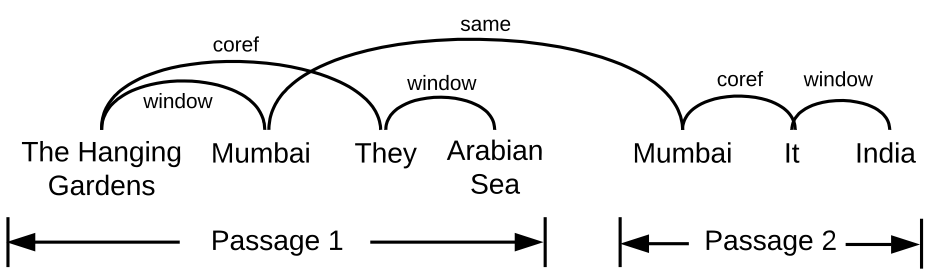 same
coref
coref
window
window
window
The Hanging
Gardens
Mumbai
They
Arabian
Sea
Mumbai
It
India
Passage 1
Passage 2